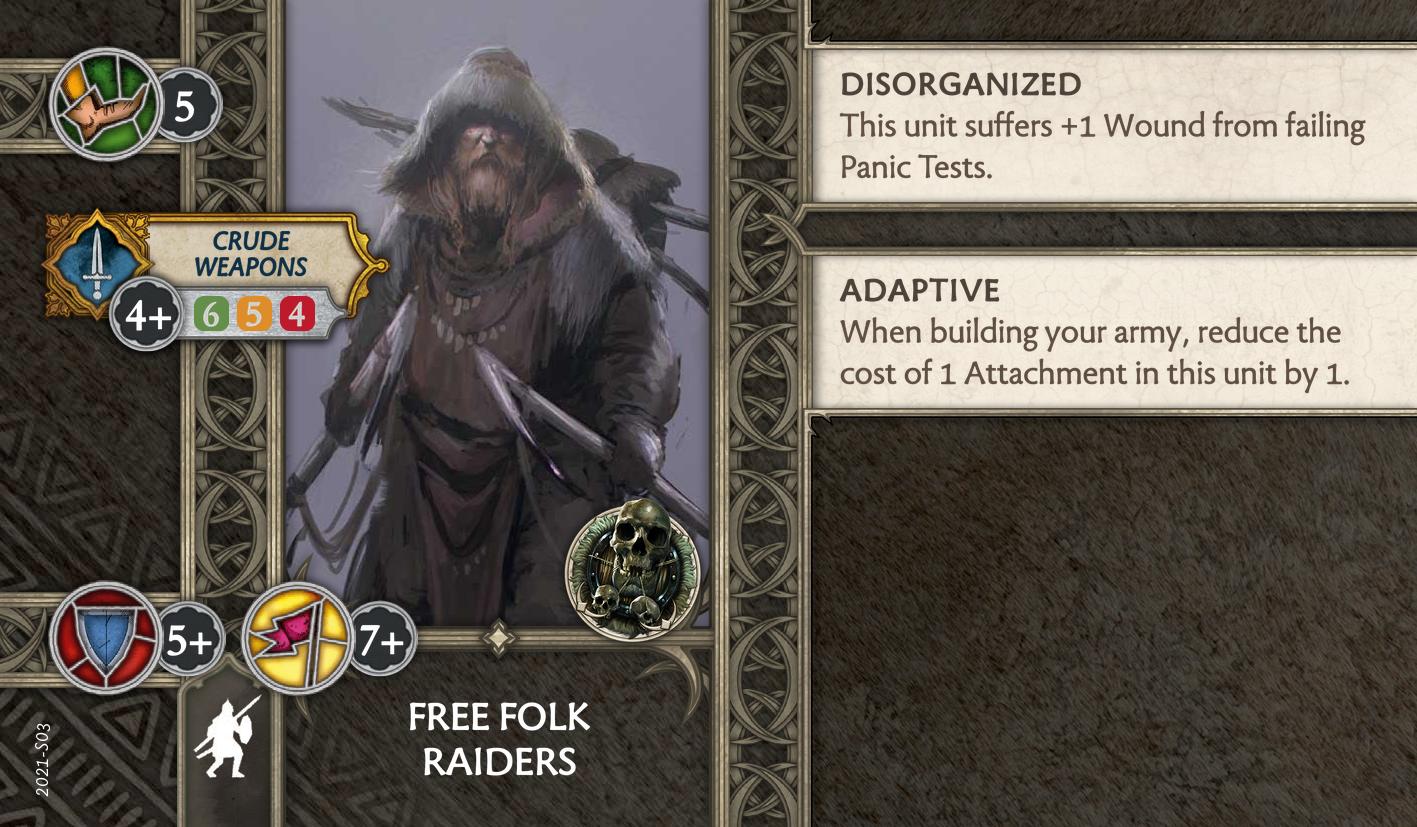 5
CRUDE
WEAPONS
4+ 6 5 4
5+ 7+
FREE FOLK
RAIDERS
2021-S03
DISORGANIZED
This unit suffers +1 Wound from failing
Panic Tests.
ADAPTIVE
When building your army, reduce the
cost of 1 Attachment in this unit by 1.